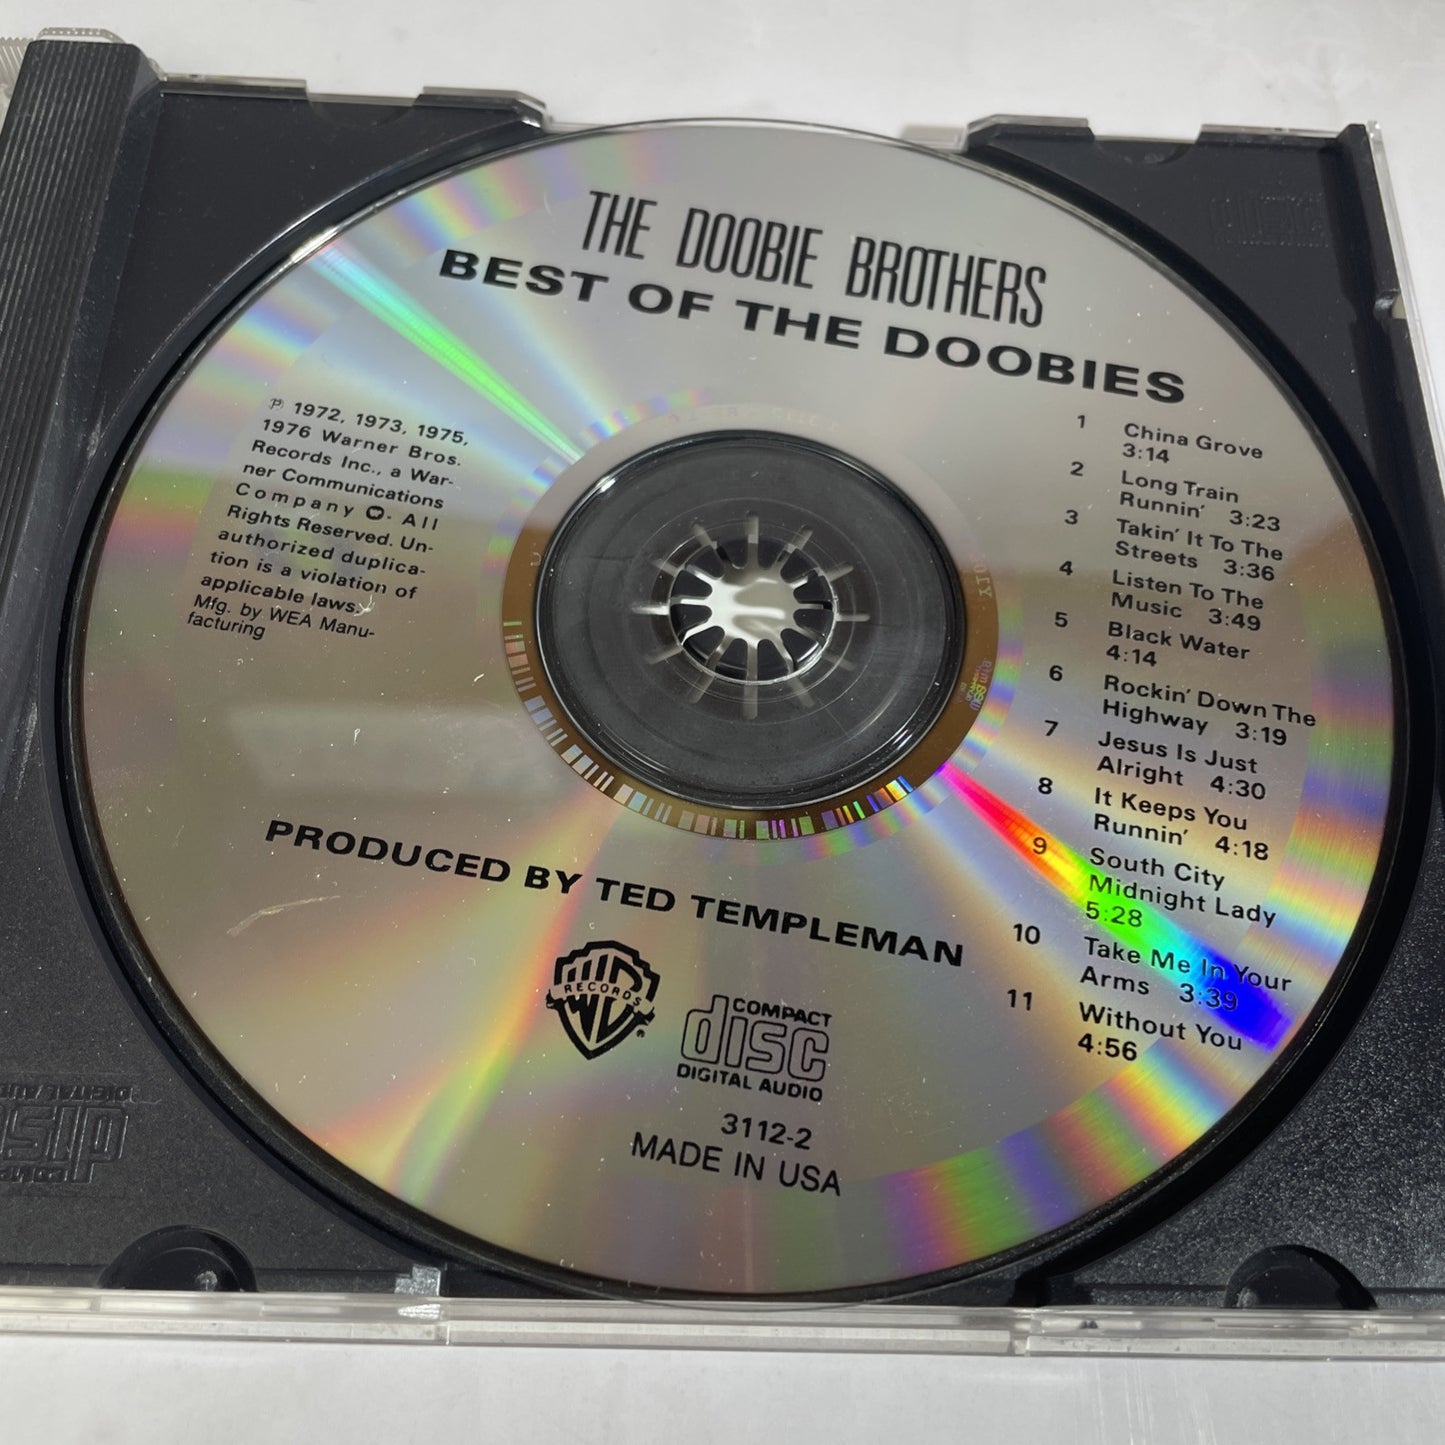 THE DOOBIE BROTHERS
BEST OF THE DOOBIES
℗ 1972, 1973, 1975,
1976 Warner Bros.
Records Inc., a War-
ner Communications
Company. All
Rights Reserved. Un-
authorized duplica-
tion is a violation of
applicable laws.
Mfg. by WEA Manu-
facturing
1 China Grove
3:14
2 Long Train
Runnin' 3:23
3 Takin' It To The
Streets 3:36
4 Listen To The
Music 3:49
5 Black Water
4:14
6 Rockin' Down The
Highway 3:19
7 Jesus Is Just
Alright 4:30
8 It Keeps You
Runnin' 4:18
9 South City
Midnight Lady
5:28
10 Take Me In Your
Arms 3:39
11 Without You
4:56
PRODUCED BY TED TEMPLEMAN
WB
RECORDS
®
COMPACT
disc
DIGITAL AUDIO
3112-2
MADE IN USA